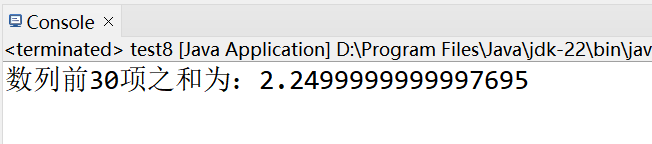 Console ×
<terminated> test8 [Java Application] D:\Program Files\Java\jdk-22\bin\jav
数列前30项之和为：2.2499999999997695